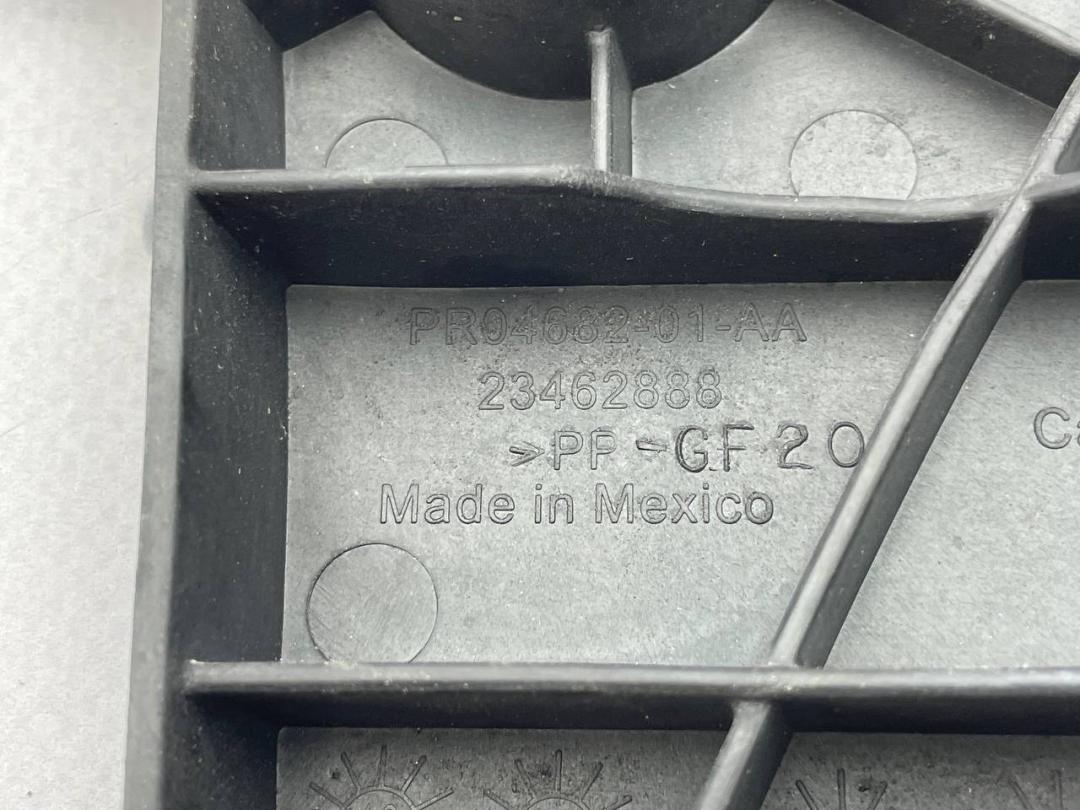 PR04682-01-AA
23462888
>PP-GF20
Made in Mexico